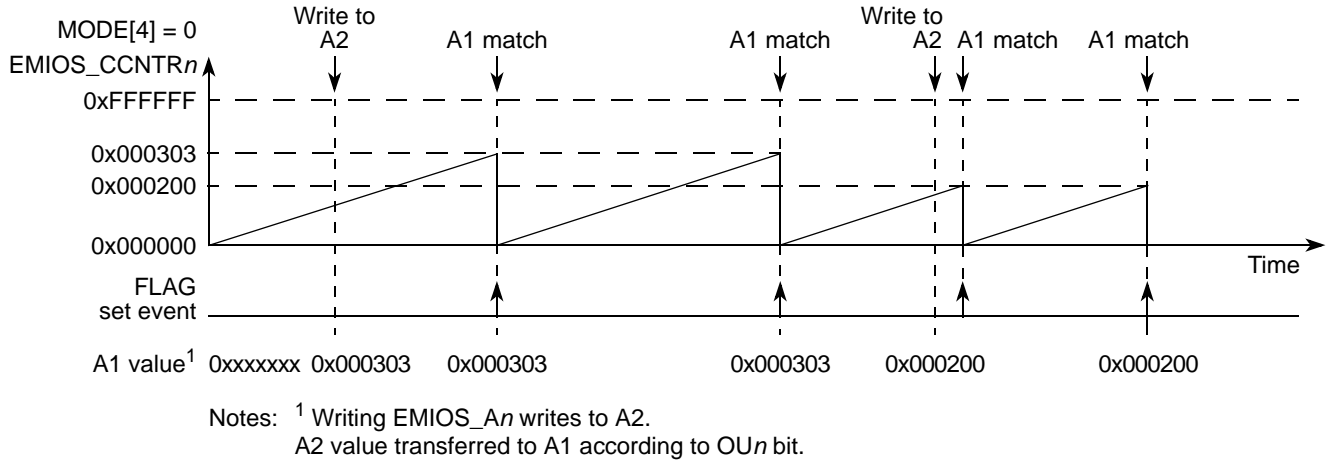 MODE[4] = 0
Write to
A2
A1 match
A1 match
Write to
A2
A1 match
A1 match
EMIOS_CCNTRn
0xFFFFFF
0x000303
0x000200
0x000000
Time
FLAG
set event
A1 value1 0xxxxxxx 0x000303 0x000303 0x000303 0x000200 0x000200
Notes: 1 Writing EMIOS_An writes to A2.
A2 value transferred to A1 according to OUn bit.